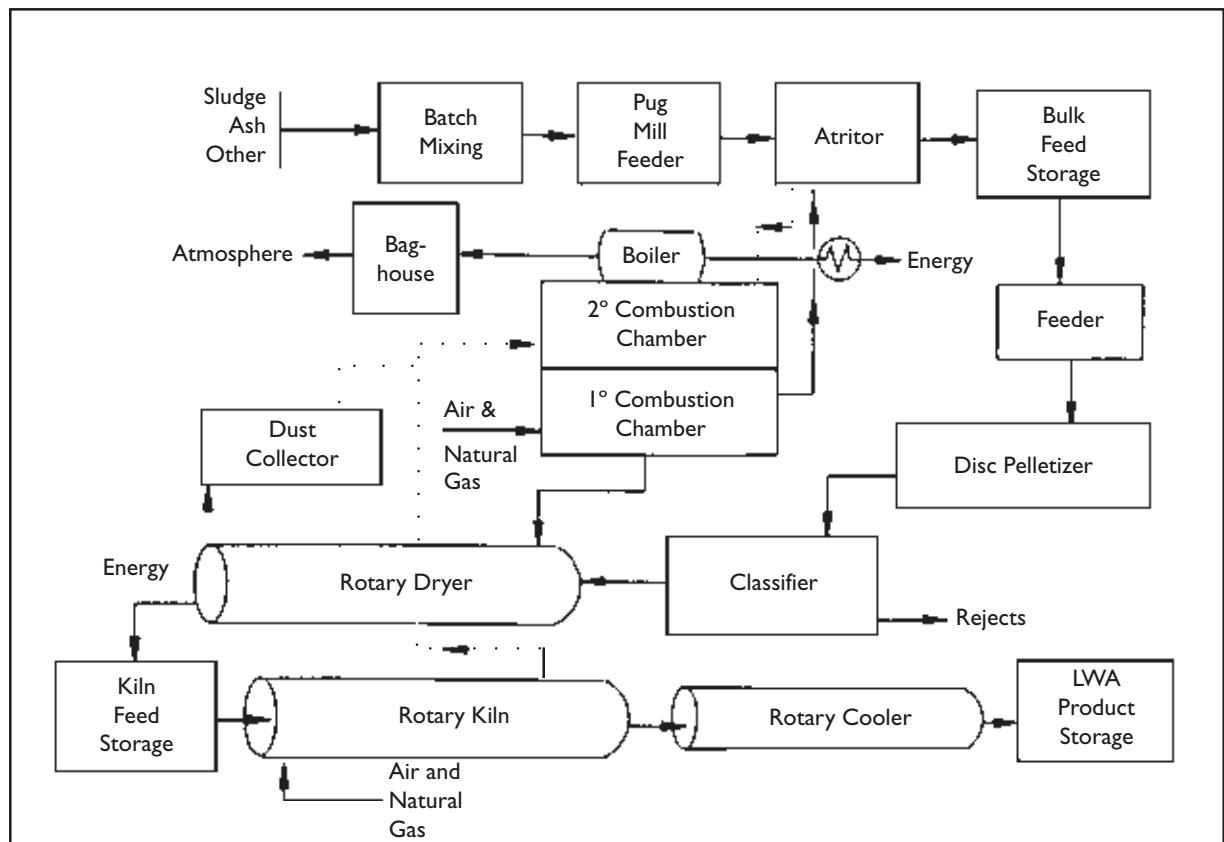 Sludge
Ash
Other
Batch
Mixing
Pug
Mill
Feeder
Atritor
Bulk
Feed
Storage
Atmosphere
Bag-
house
Boiler
Energy
2º Combustion
Chamber
Feeder
1º Combustion
Chamber
Air &
Natural
Gas
Dust
Collector
Disc Pelletizer
Energy
Rotary Dryer
Classifier
Rejects
Kiln
Feed
Storage
Rotary Kiln
Rotary Cooler
LWA
Product
Storage
Air and
Natural
Gas